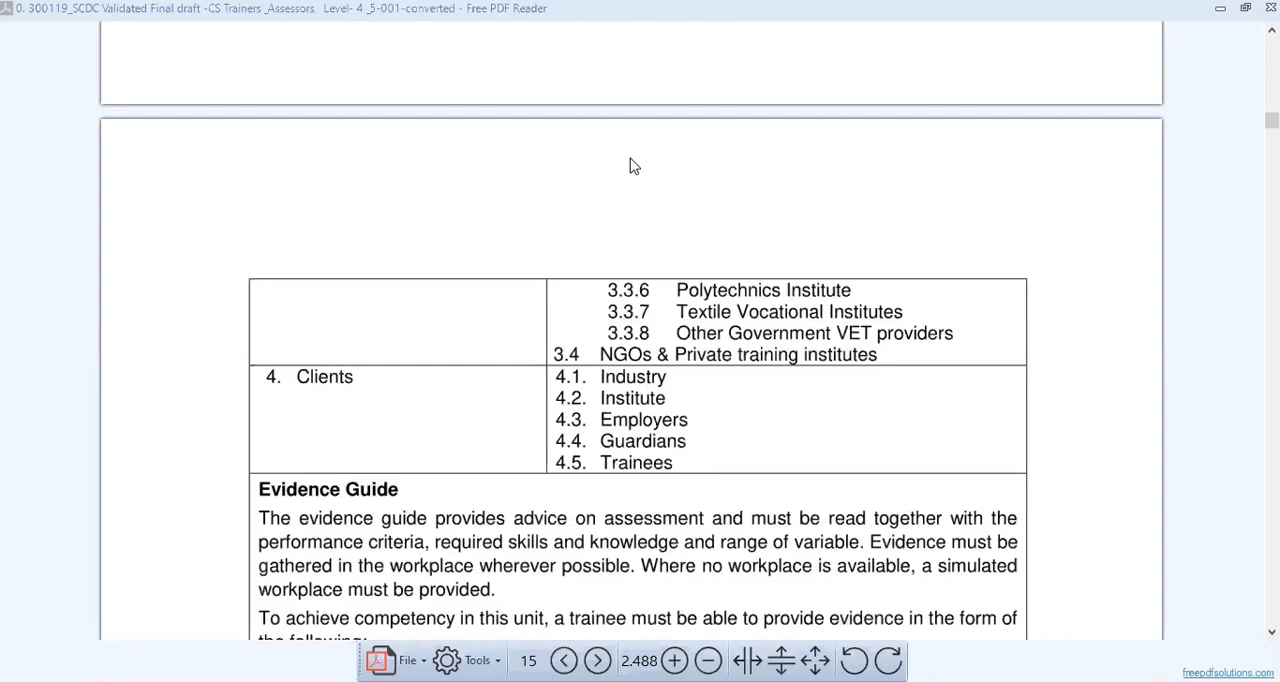 0. 300119_SCDC Validated Final draft -CS Trainers _Assessors, Level- 4 _5-001-converted - Free PDF Reader
3.3.6 Polytechnics Institute
3.3.7 Textile Vocational Institutes
3.3.8 Other Government VET providers
3.4 NGOs & Private training institutes
4. Clients
4.1. Industry
4.2. Institute
4.3. Employers
4.4. Guardians
4.5. Trainees
Evidence Guide
The evidence guide provides advice on assessment and must be read together with the
performance criteria, required skills and knowledge and range of variable. Evidence must be
gathered in the workplace wherever possible. Where no workplace is available, a simulated
workplace must be provided.
To achieve competency in this unit, a trainee must be able to provide evidence in the form of
the following:
File
Tools
15
2.488
freepdfsolutions.com